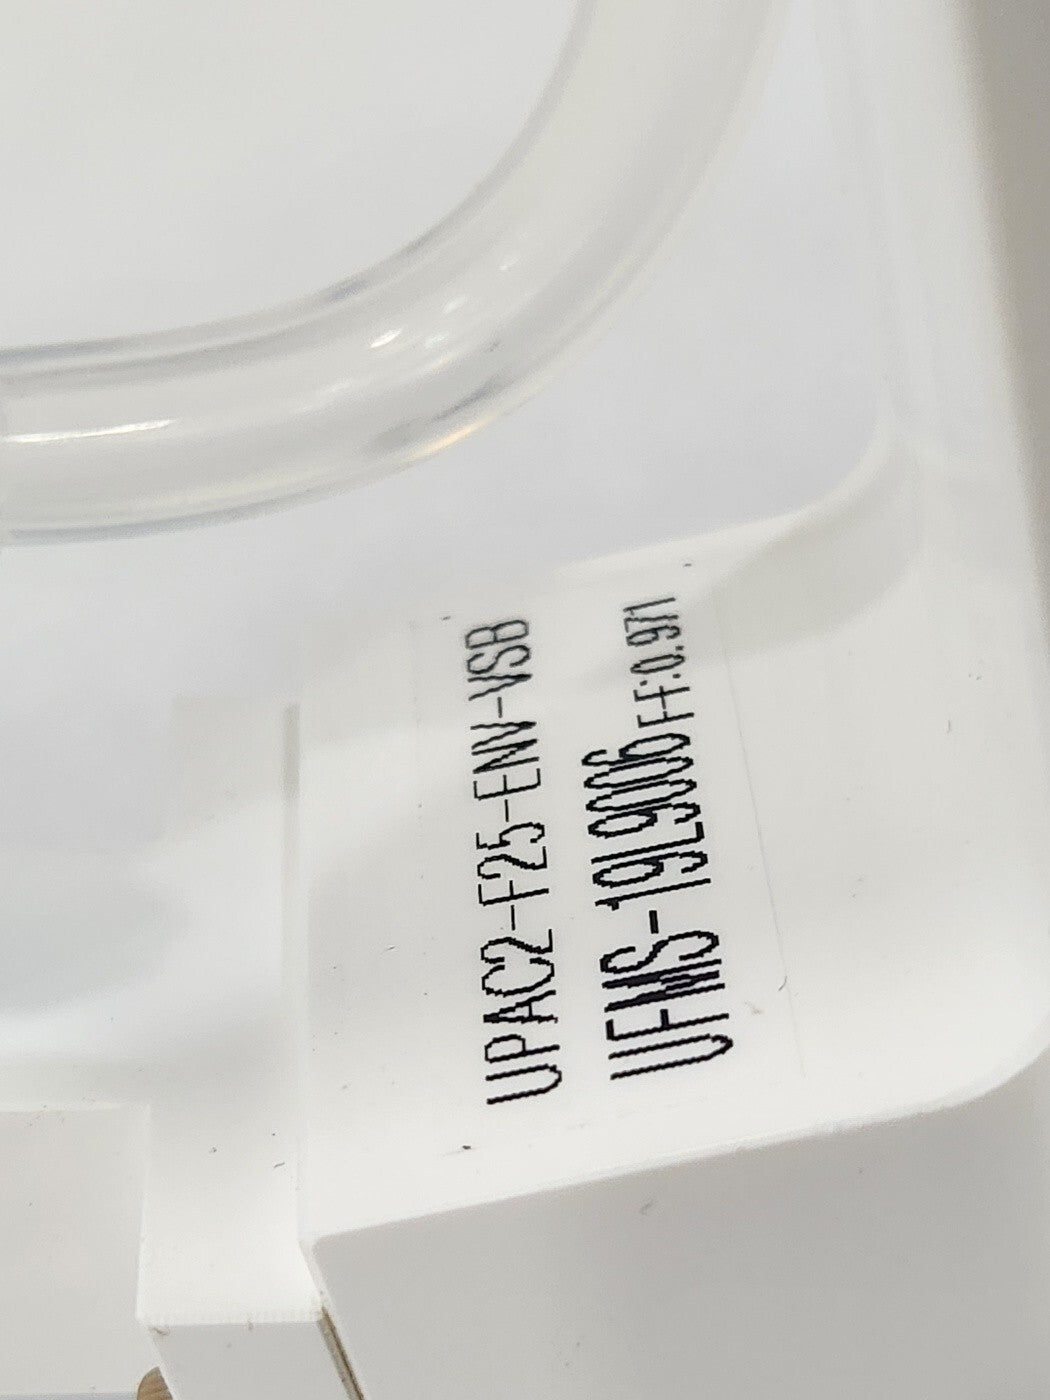 UPAC2-F25-ENV-VSB
UFMS-19L9006 F-F:0.971